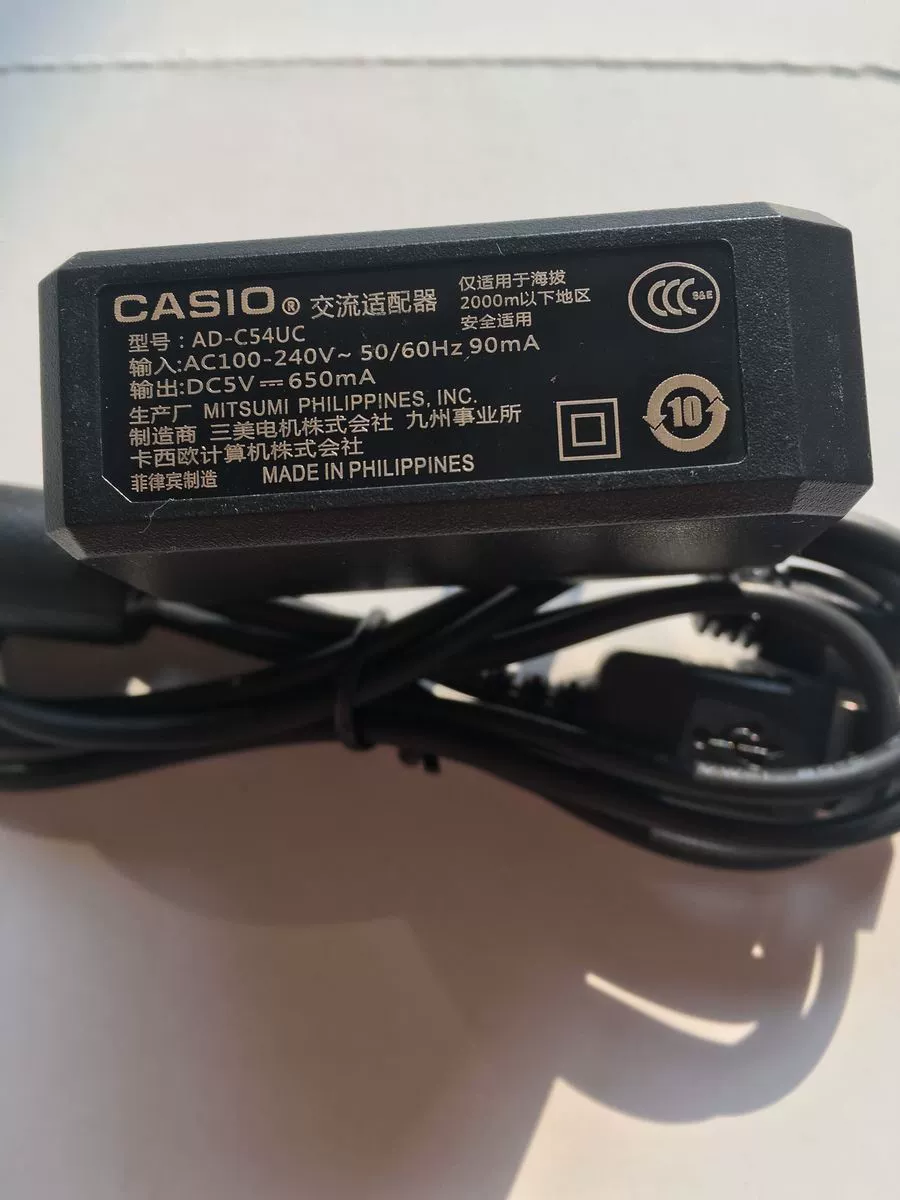 CASIO® 交流适配器
仅适用于海拔
2000m以下地区
安全适用
型号：AD-C54UC
输入:AC100-240V~ 50/60Hz 90mA
输出:DC5V⎓650mA
生产厂 MITSUMI PHILIPPINES, INC.
制造商 三美电机株式会社 九州事业所
卡西欧计算机株式会社
菲律宾制造 MADE IN PHILIPPINES
CCC S&E
10